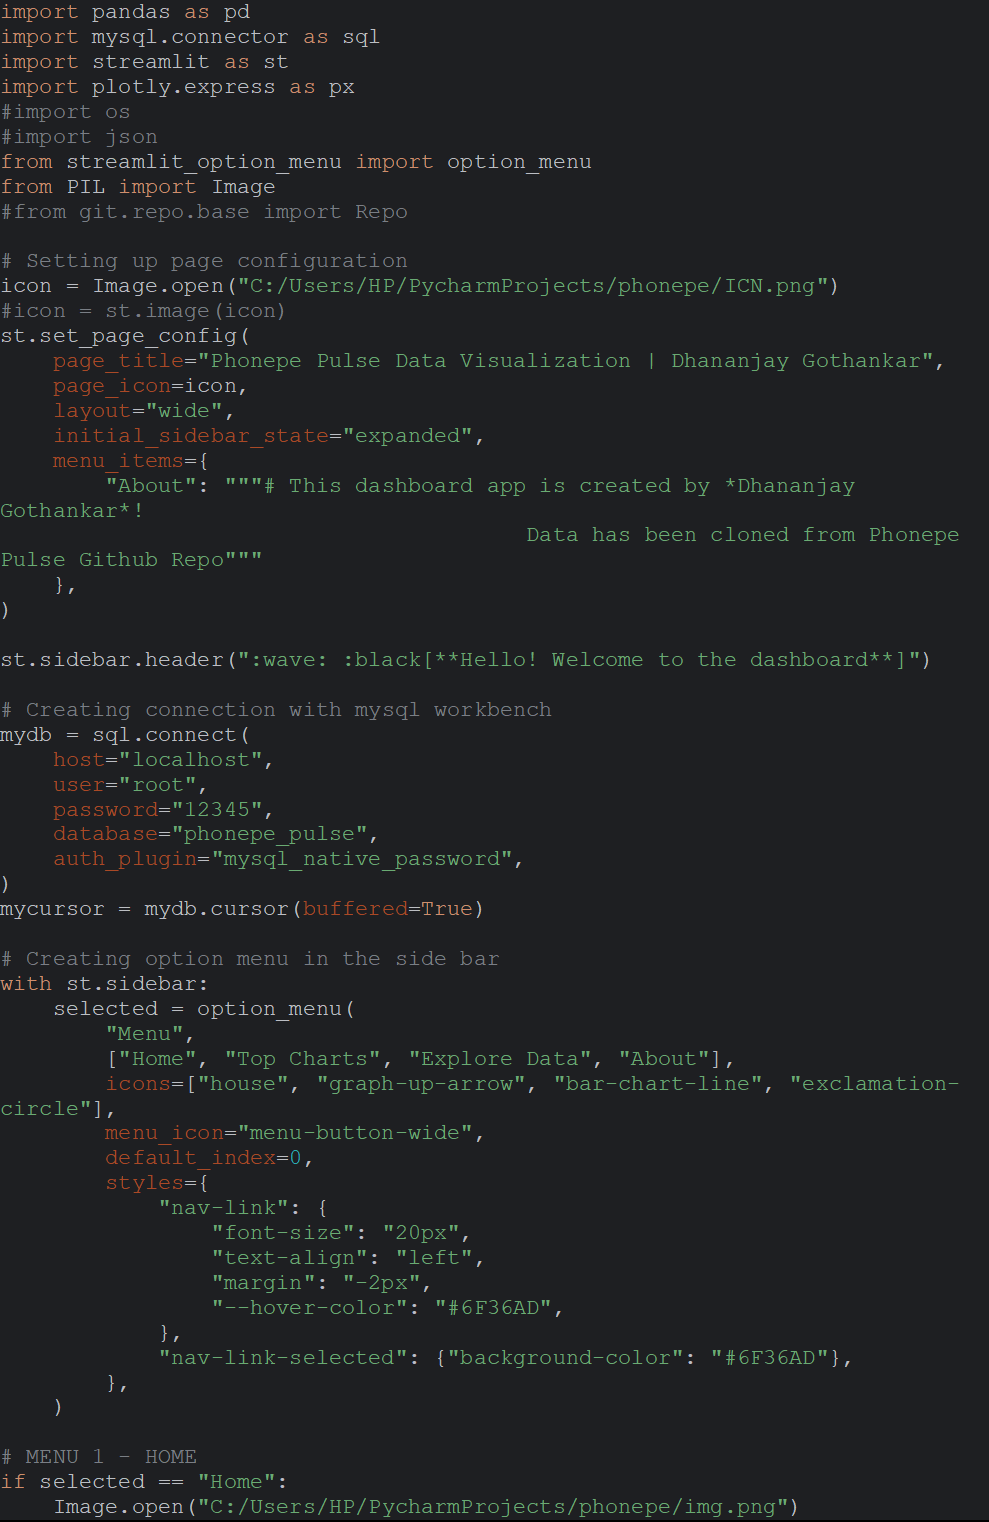 import pandas as pd
import mysql.connector as sql
import streamlit as st
import plotly.express as px
#import os
#import json
from streamlit_option_menu import option_menu
from PIL import Image
#from git.repo.base import Repo

# Setting up page configuration
icon = Image.open("C:/Users/HP/PycharmProjects/phonepe/ICN.png")
#icon = st.image(icon)
st.set_page_config(
    page_title="Phonepe Pulse Data Visualization | Dhananjay Gothankar",
    page_icon=icon,
    layout="wide",
    initial_sidebar_state="expanded",
    menu_items={
        "About": """# This dashboard app is created by *Dhananjay
Gothankar*!
                                        Data has been cloned from Phonepe
Pulse Github Repo"""
    },
)

st.sidebar.header(":wave: :black[**Hello! Welcome to the dashboard**]")

# Creating connection with mysql workbench
mydb = sql.connect(
    host="localhost",
    user="root",
    password="12345",
    database="phonepe_pulse",
    auth_plugin="mysql_native_password",
)
mycursor = mydb.cursor(buffered=True)

# Creating option menu in the side bar
with st.sidebar:
    selected = option_menu(
        "Menu",
        ["Home", "Top Charts", "Explore Data", "About"],
        icons=["house", "graph-up-arrow", "bar-chart-line", "exclamation-
circle"],
        menu_icon="menu-button-wide",
        default_index=0,
        styles={
            "nav-link": {
                "font-size": "20px",
                "text-align": "left",
                "margin": "-2px",
                "--hover-color": "#6F36AD",
            },
            "nav-link-selected": {"background-color": "#6F36AD"},
        },
    )

# MENU 1 - HOME
if selected == "Home":
    Image.open("C:/Users/HP/PycharmProjects/phonepe/img.png")